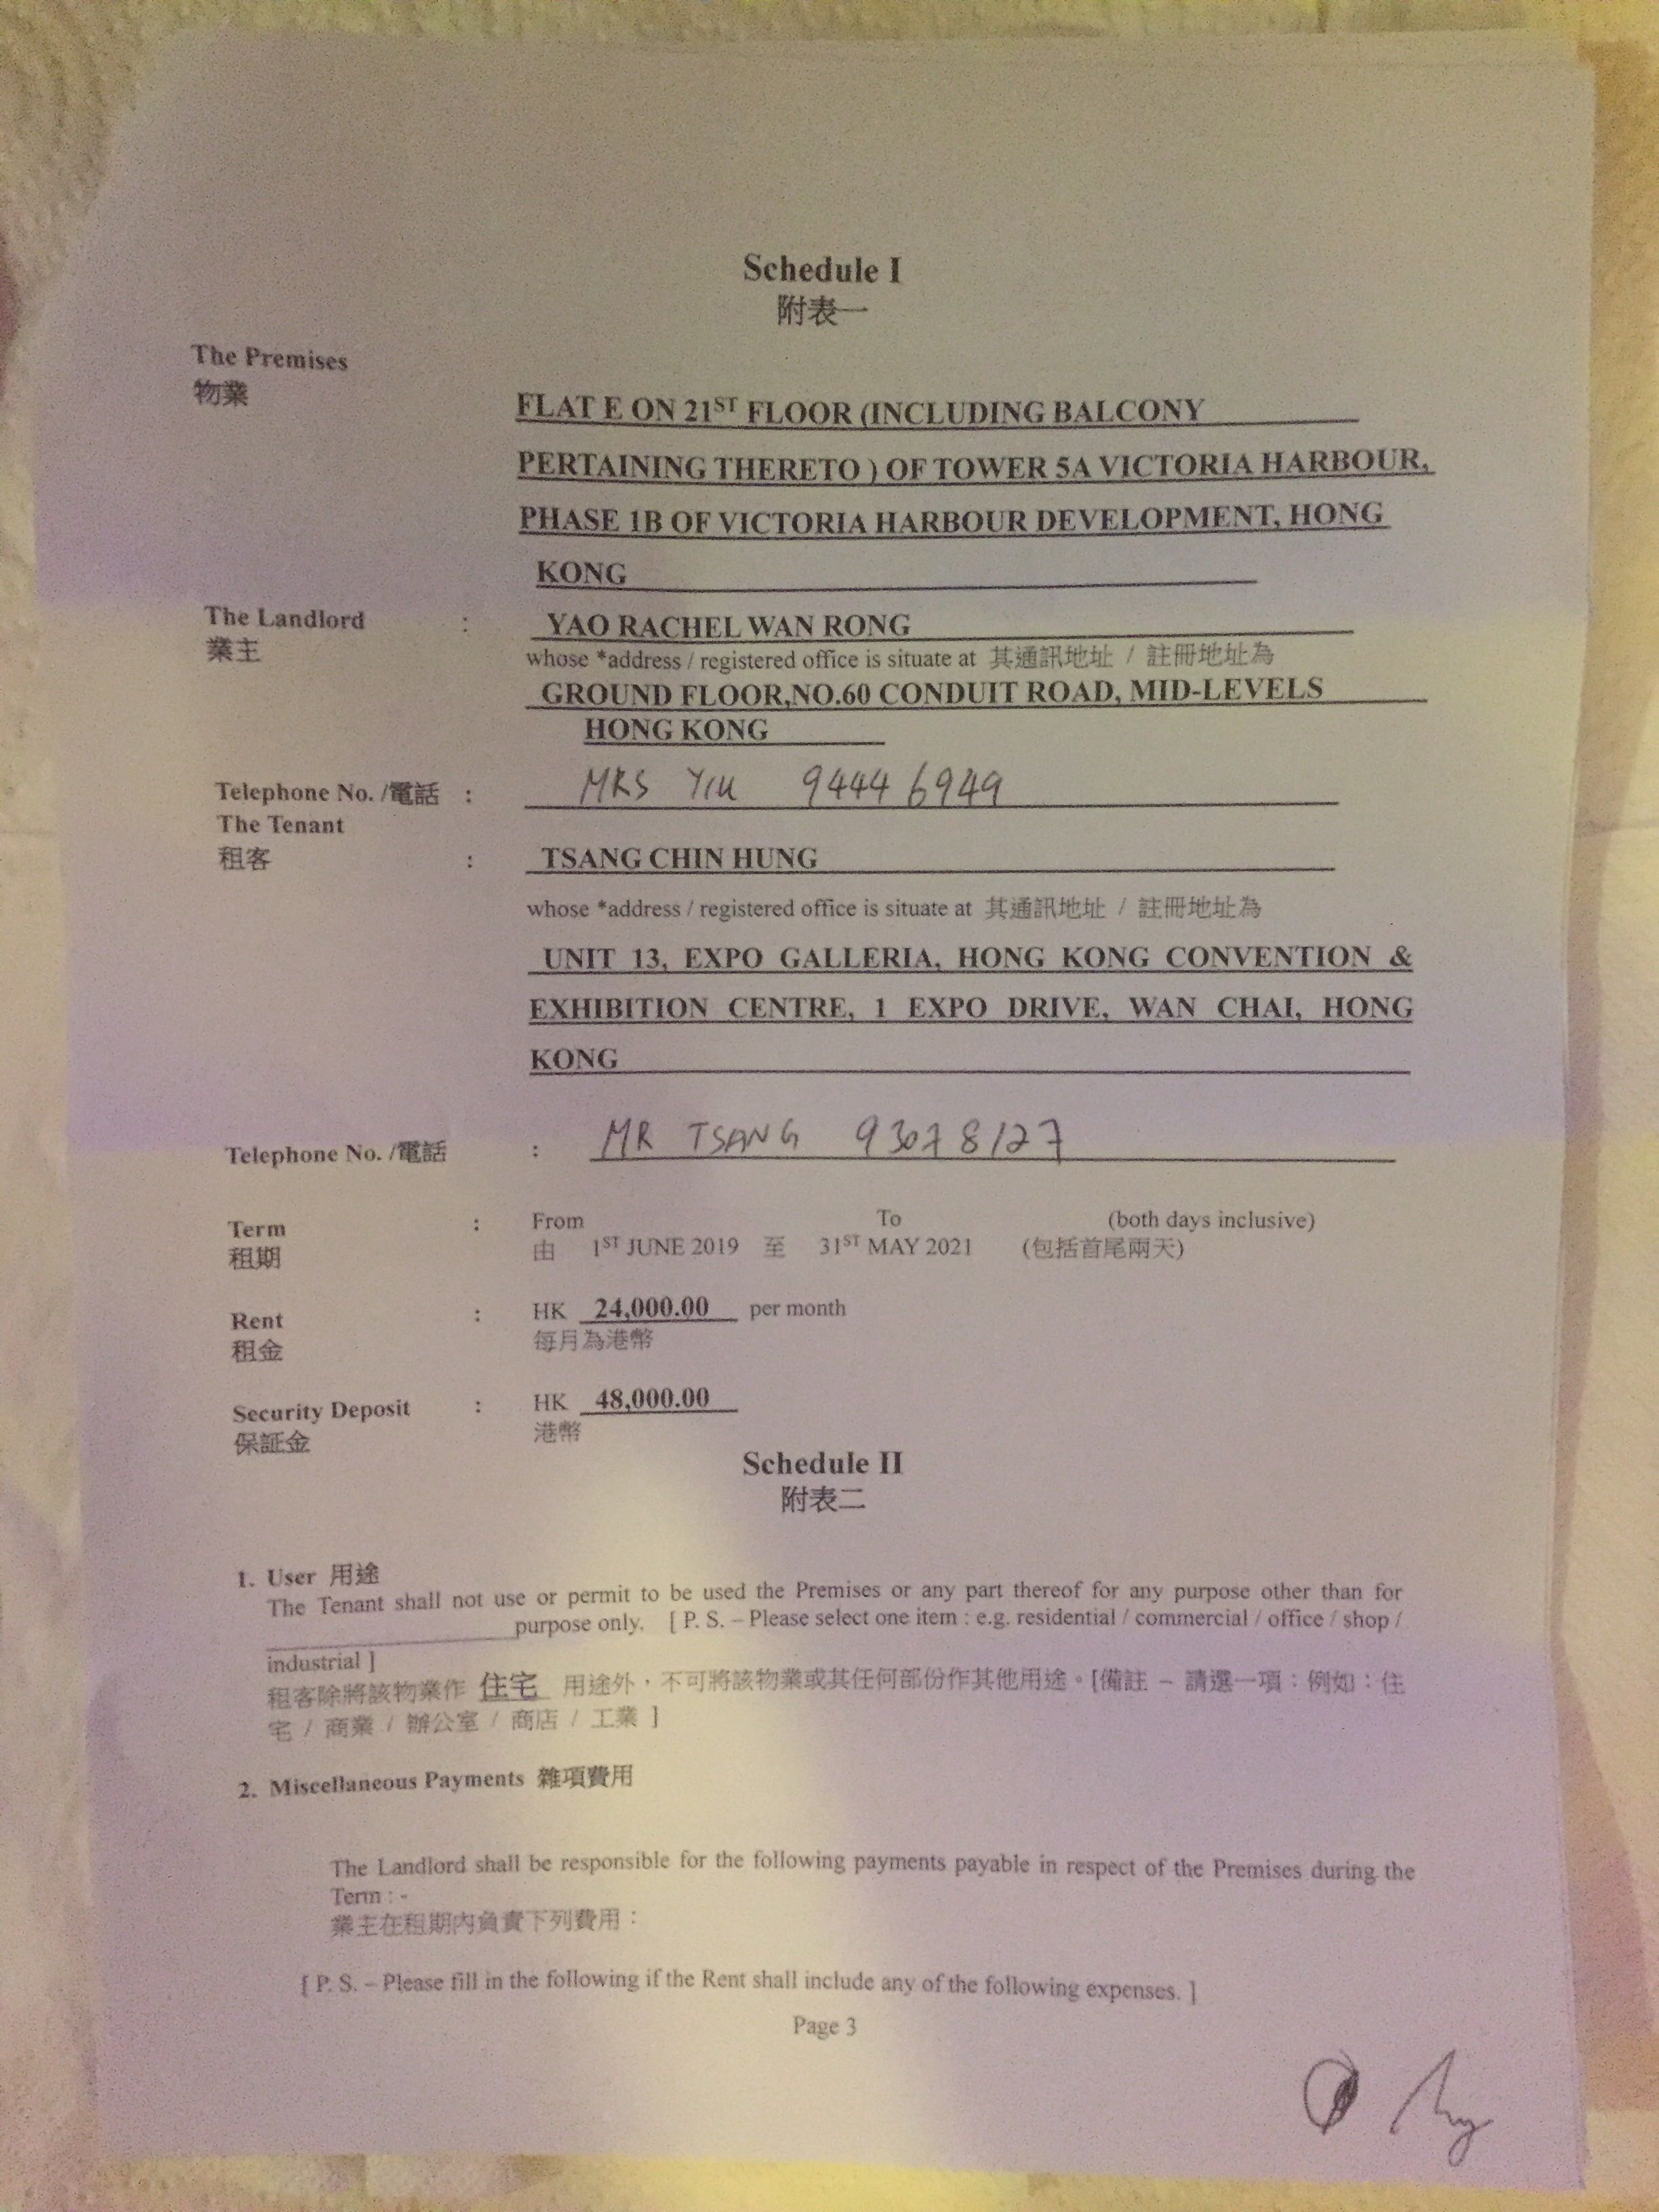 Schedule I
附表一
The Premises
物業
FLAT E ON 21ST FLOOR (INCLUDING BALCONY
PERTAINING THERETO ) OF TOWER 5A VICTORIA HARBOUR,
PHASE 1B OF VICTORIA HARBOUR DEVELOPMENT, HONG
KONG
The Landlord : YAO RACHEL WAN RONG
業主 whose *address / registered office is situate at 其通訊地址 / 註冊地址為
GROUND FLOOR,NO.60 CONDUIT ROAD, MID-LEVELS
HONG KONG
Telephone No. /電話 : MRS YIU 9444 6949
The Tenant
租客 : TSANG CHIN HUNG
whose *address / registered office is situate at 其通訊地址 / 註冊地址為
UNIT 13, EXPO GALLERIA, HONG KONG CONVENTION &
EXHIBITION CENTRE, 1 EXPO DRIVE, WAN CHAI, HONG
KONG
Telephone No. /電話 : MR TSANG 93078127
Term : From To (both days inclusive)
租期 由 1ST JUNE 2019 至 31ST MAY 2021 (包括首尾兩天)
Rent : HK 24,000.00 per month
租金 每月為港幣
Security Deposit : HK 48,000.00
保証金 港幣
Schedule II
附表二
1. User 用途
The Tenant shall not use or permit to be used the Premises or any part thereof for any purpose other than for
purpose only. [ P. S. – Please select one item : e.g. residential / commercial / office / shop /
industrial ]
租客除將該物業作 住宅 用途外，不可將該物業或其任何部份作其他用途。[備註 – 請選一項：例如：住
宅 / 商業 / 辦公室 / 商店 / 工業 ]
2. Miscellaneous Payments 雜項費用
The Landlord shall be responsible for the following payments payable in respect of the Premises during the
Term : -
業主在租期內負責下列費用：
[ P. S. – Please fill in the following if the Rent shall include any of the following expenses. ]
Page 3